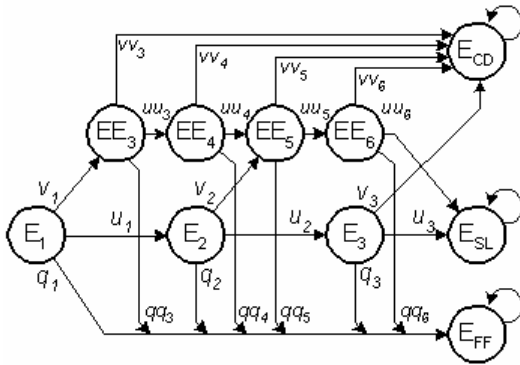 vv3 vv4 vv5 vv6 ECD
uu3 uu4 uu5 uu6
EE3 EE4 EE5 EE6
v1 v2 v3
u1 u2 u3
E1 E2 E3 ESL
q1 q2 q3
qq3 qq4 qq5 qq6
EFF